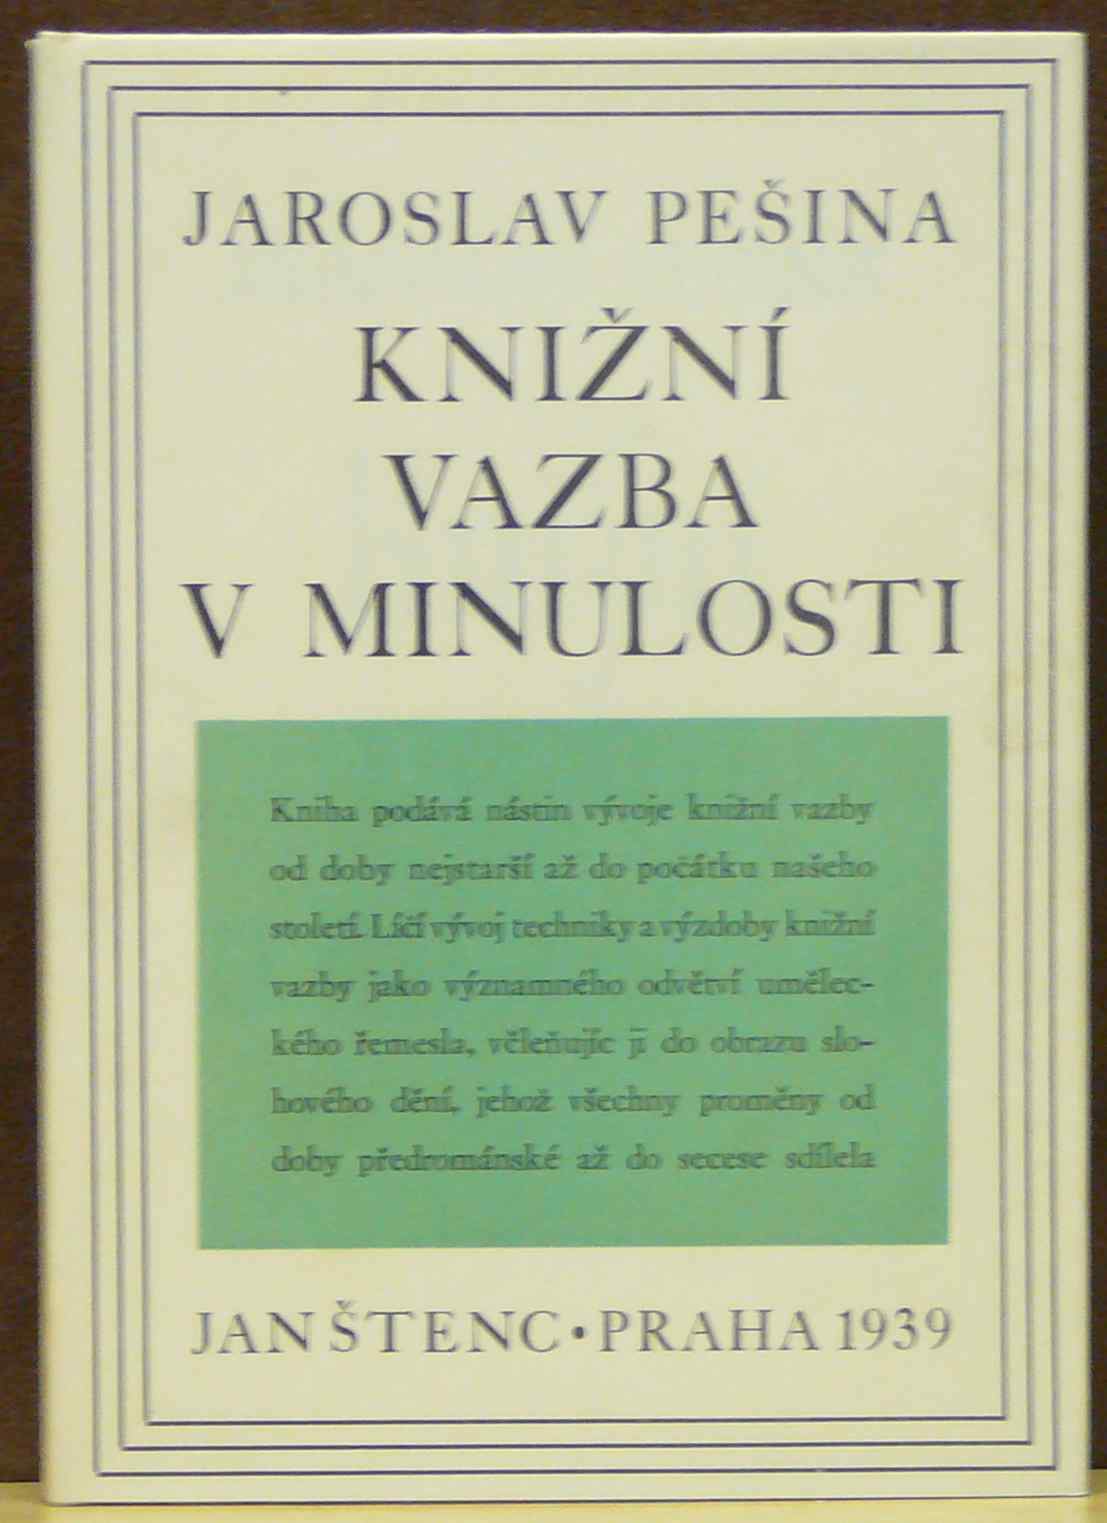 JAROSLAV PEŠINA
KNIŽNÍ
VAZBA
V MINULOSTI
Kniha podává nástin vývoje knižní vazby
od doby nejstarší až do počátku našeho
století. Líčí vývoj techniky a výzdoby knižní
vazby jako významného odvětví umělec-
kého řemesla, včleňujíc ji do obrazu slo-
hového dění, jehož všechny proměny od
doby předrománské až do secese sdílela
JAN ŠTENC • PRAHA 1939